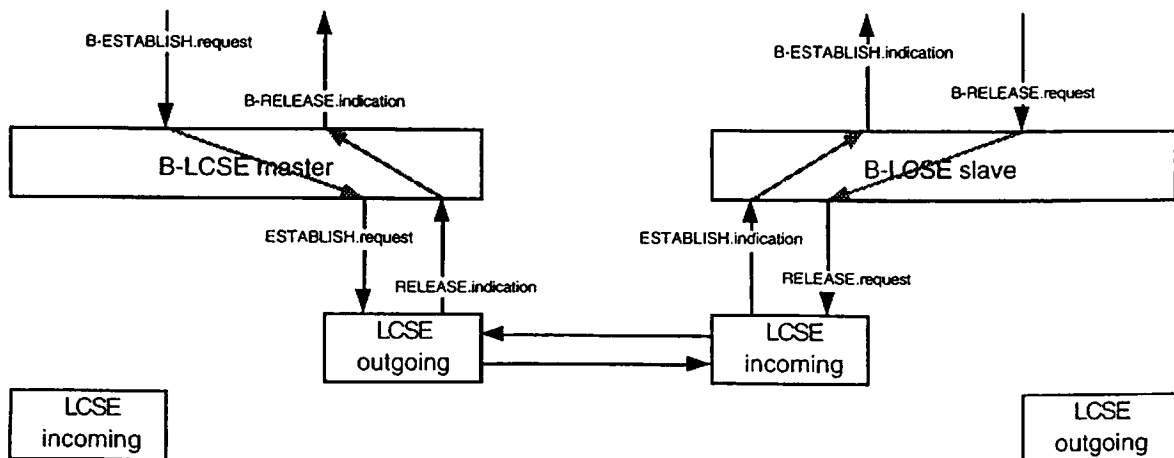 B-ESTABLISH.request
B-RELEASE.indication
B-ESTABLISH.indication
B-RELEASE.request
B-LCSE master
B-LCSE slave
ESTABLISH.request
RELEASE.indication
ESTABLISH.indication
RELEASE.request
LCSE
outgoing
LCSE
incoming
LCSE
incoming
LCSE
outgoing